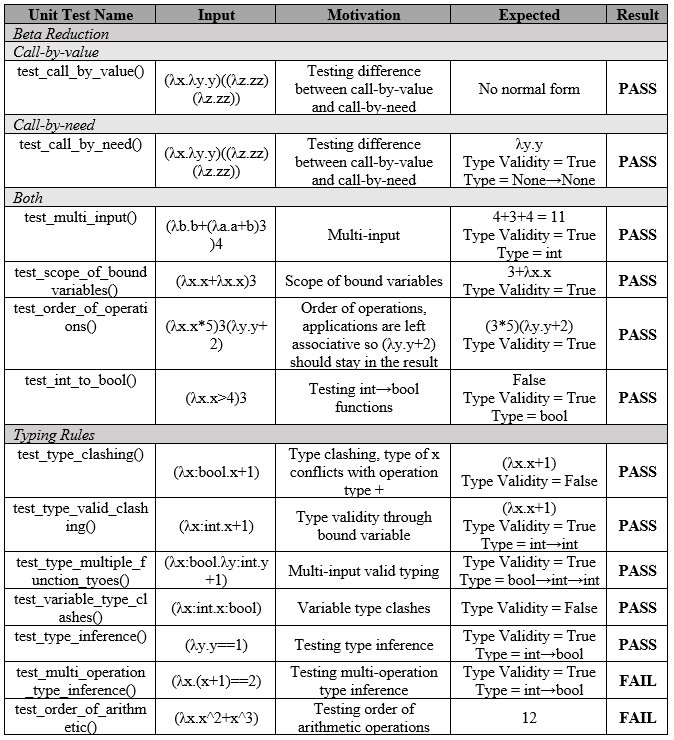 Unit Test Name Input Motivation Expected Result
Beta Reduction
Call-by-value
test_call_by_value() (λx.λy.y)((λz.zz) (λz.zz)) Testing difference between call-by-value and call-by-need No normal form PASS
Call-by-need
test_call_by_need() (λx.λy.y)((λz.zz) (λz.zz)) Testing difference between call-by-value and call-by-need λy.y Type Validity = True Type = None→None PASS
Both
test_multi_input() (λb.b+(λa.a+b)3 )4 Multi-input 4+3+4 = 11 Type Validity = True Type = int PASS
test_scope_of_bound variables() (λx.x+λx.x)3 Scope of bound variables 3+λx.x Type Validity = True PASS
test_order_of_operati ons() (λx.x*5)3(λy.y+ 2) Order of operations, applications are left associative so (λy.y+2) should stay in the result (3*5)(λy.y+2) Type Validity = True PASS
test_int_to_bool() (λx.x>4)3 Testing int→bool functions False Type Validity = True Type = bool PASS
Typing Rules
test_type_clashing() (λx:bool.x+1) Type clashing, type of x conflicts with operation type + (λx.x+1) Type Validity = False PASS
test_type_valid_clash ing() (λx:int.x+1) Type validity through bound variable (λx.x+1) Type Validity = True Type = int→int PASS
test_type_multiple_f unction_tyoes() (λx:bool.λy:int.y +1) Multi-input valid typing Type Validity = True Type = bool→int→int PASS
test_variable_type_cl ashes() (λx:int.x:bool) Variable type clashes Type Validity = False PASS
test_type_inference() (λy.y==1) Testing type inference Type Validity = True Type = int→bool PASS
test_multi_operation _type_inference() (λx.(x+1)==2) Testing multi-operation type inference Type Validity = True Type = int→bool FAIL
test_order_of_arithm etic() (λx.x^2+x^3) Testing order of arithmetic operations 12 FAIL